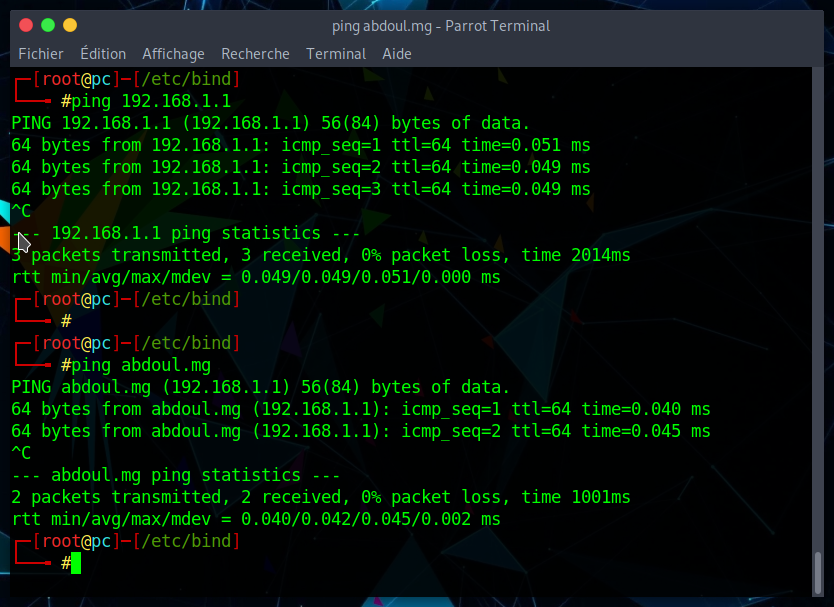 ping abdoul.mg - Parrot Terminal
Fichier Édition Affichage Recherche Terminal Aide
┌─[root@pc]─[/etc/bind]
└──╼ #ping 192.168.1.1
PING 192.168.1.1 (192.168.1.1) 56(84) bytes of data.
64 bytes from 192.168.1.1: icmp_seq=1 ttl=64 time=0.051 ms
64 bytes from 192.168.1.1: icmp_seq=2 ttl=64 time=0.049 ms
64 bytes from 192.168.1.1: icmp_seq=3 ttl=64 time=0.049 ms
^C
--- 192.168.1.1 ping statistics ---
3 packets transmitted, 3 received, 0% packet loss, time 2014ms
rtt min/avg/max/mdev = 0.049/0.049/0.051/0.000 ms
┌─[root@pc]─[/etc/bind]
└──╼ #
┌─[root@pc]─[/etc/bind]
└──╼ #ping abdoul.mg
PING abdoul.mg (192.168.1.1) 56(84) bytes of data.
64 bytes from abdoul.mg (192.168.1.1): icmp_seq=1 ttl=64 time=0.040 ms
64 bytes from abdoul.mg (192.168.1.1): icmp_seq=2 ttl=64 time=0.045 ms
^C
--- abdoul.mg ping statistics ---
2 packets transmitted, 2 received, 0% packet loss, time 1001ms
rtt min/avg/max/mdev = 0.040/0.042/0.045/0.002 ms
┌─[root@pc]─[/etc/bind]
└──╼ #